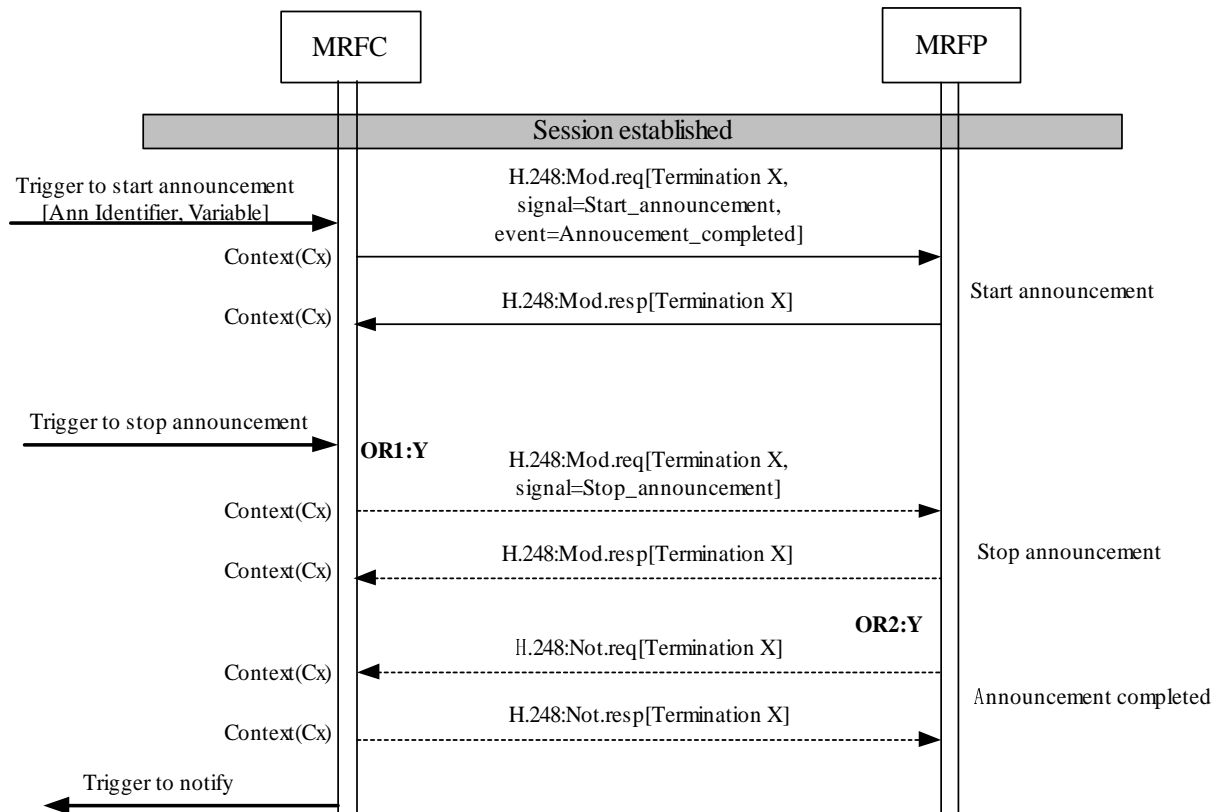 MRFC
MRFP
Session established
Trigger to start announcement
[Ann Identifier, Variable]
H.248:Mod.req[Termination X,
signal=Start_announcement,
event=Annoucement_completed]
Context(Cx)
Start announcement
H.248:Mod.resp[Termination X]
Context(Cx)
Trigger to stop announcement
OR1:Y
H.248:Mod.req[Termination X,
signal=Stop_announcement]
Context(Cx)
Stop announcement
H.248:Mod.resp[Termination X]
Context(Cx)
OR2:Y
H.248:Not.req[Termination X]
Context(Cx)
Announcement completed
H.248:Not.resp[Termination X]
Context(Cx)
Trigger to notify